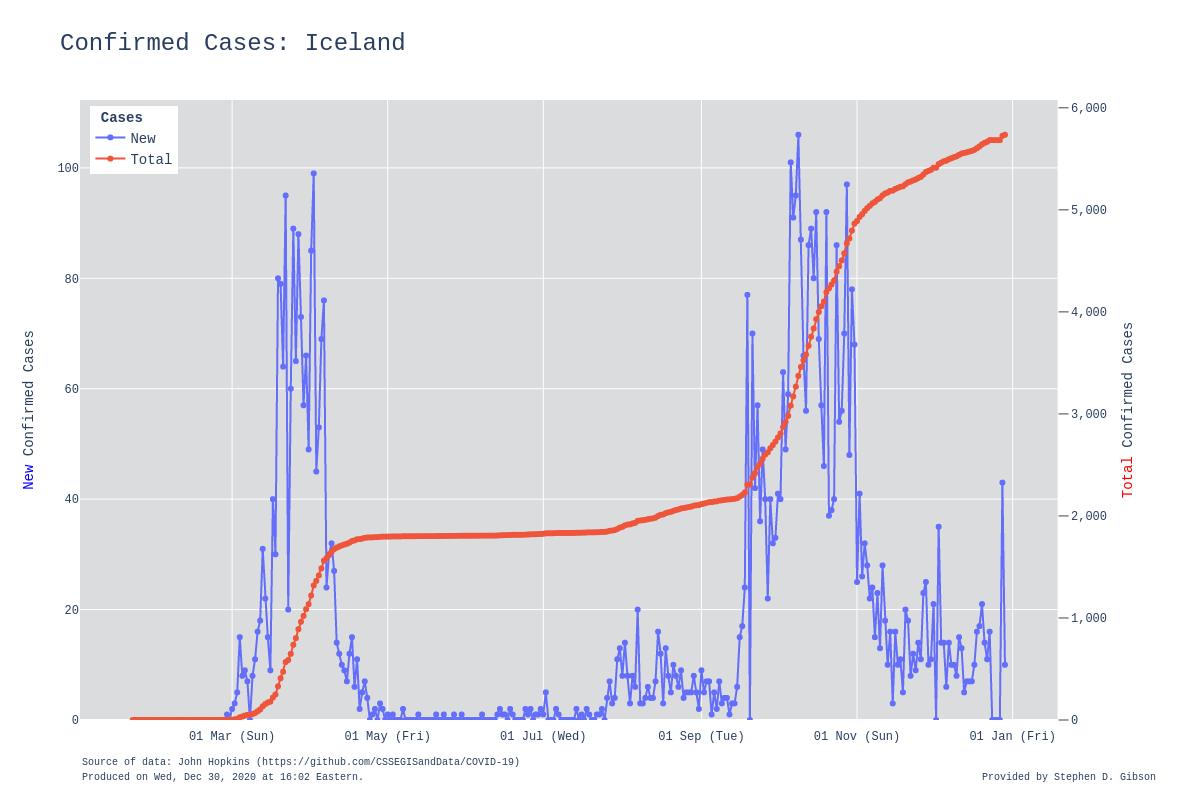 Confirmed Cases: Iceland
Cases
New
Total
6,000
5,000
4,000
3,000
2,000
1,000
0
100
80
60
40
20
0
New Confirmed Cases
Total Confirmed Cases
01 Mar (Sun) 01 May (Fri) 01 Jul (Wed) 01 Sep (Tue) 01 Nov (Sun) 01 Jan (Fri)
Source of data: John Hopkins (https://github.com/CSSEGISandData/COVID-19)
Produced on Wed, Dec 30, 2020 at 16:02 Eastern.
Provided by Stephen D. Gibson